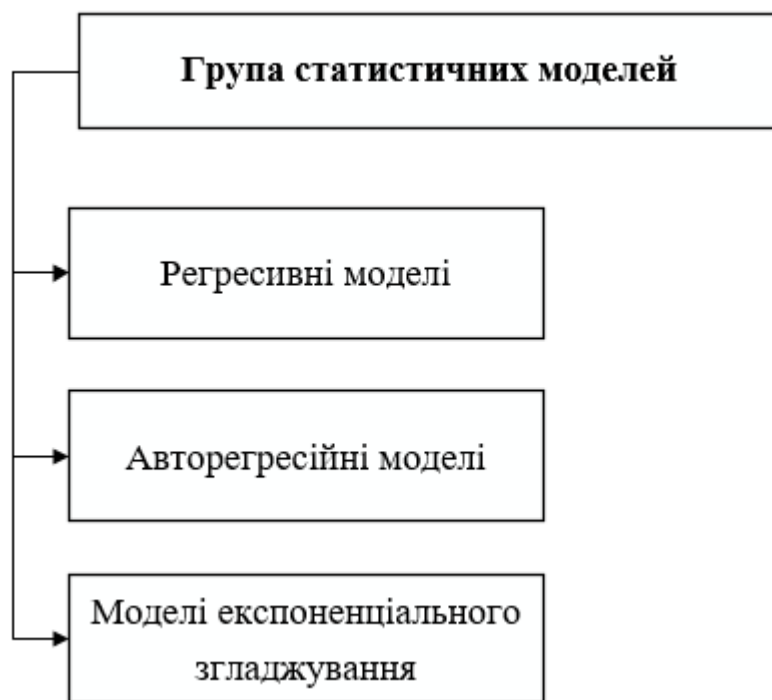 Група статистичних моделей
Регресивні моделі
Авторегресійні моделі
Моделі експоненціального
згладжування